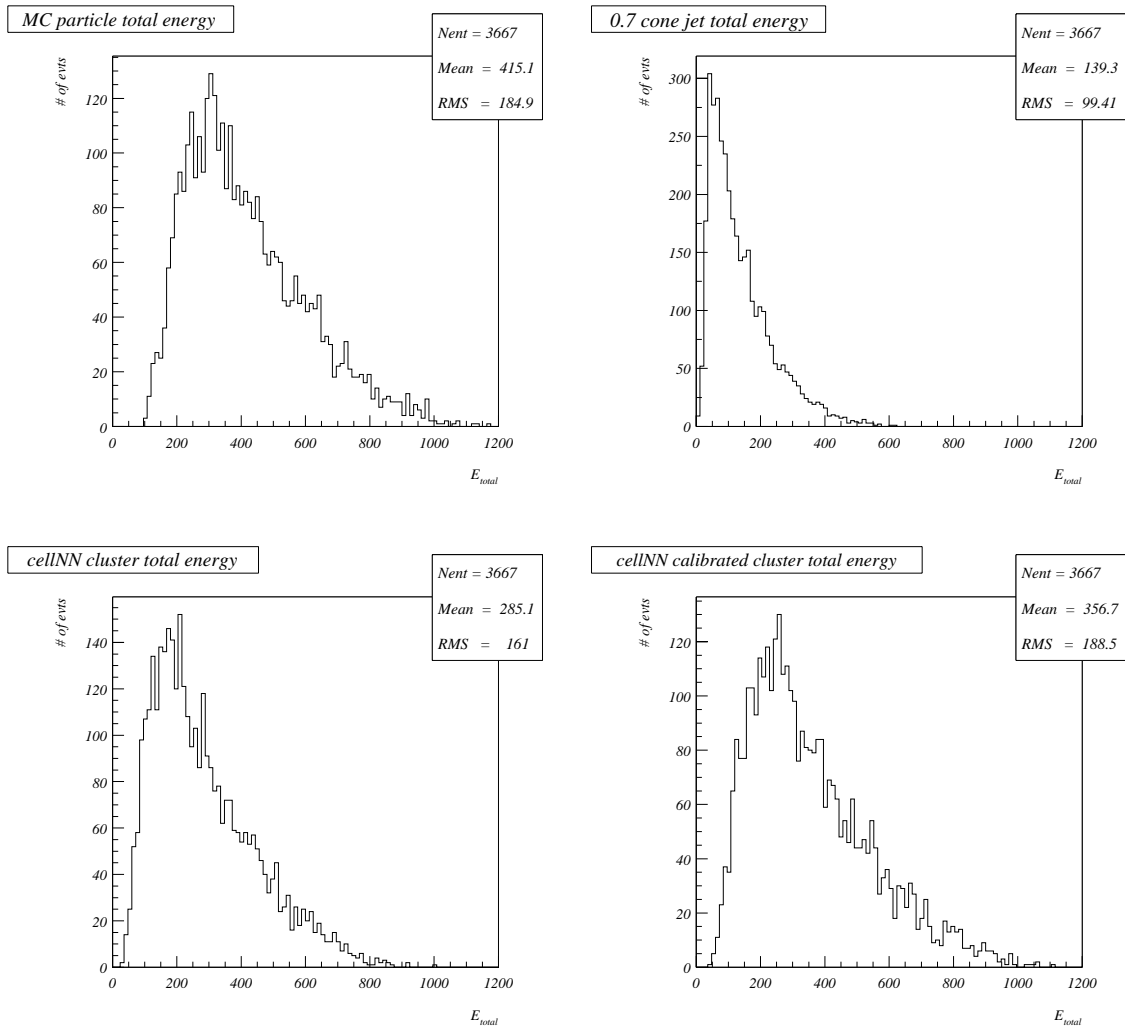 MC particle total energy
Nent = 3667
Mean = 415.1
RMS = 184.9
# of evts
120
100
80
60
40
20
0
0 200 400 600 800 1000 1200
E_total
0.7 cone jet total energy
Nent = 3667
Mean = 139.3
RMS = 99.41
# of evts
300
250
200
150
100
50
0
0 200 400 600 800 1000 1200
E_total
cellNN cluster total energy
Nent = 3667
Mean = 285.1
RMS = 161
# of evts
140
120
100
80
60
40
20
0
0 200 400 600 800 1000 1200
E_total
cellNN calibrated cluster total energy
Nent = 3667
Mean = 356.7
RMS = 188.5
# of evts
120
100
80
60
40
20
0
0 200 400 600 800 1000 1200
E_total